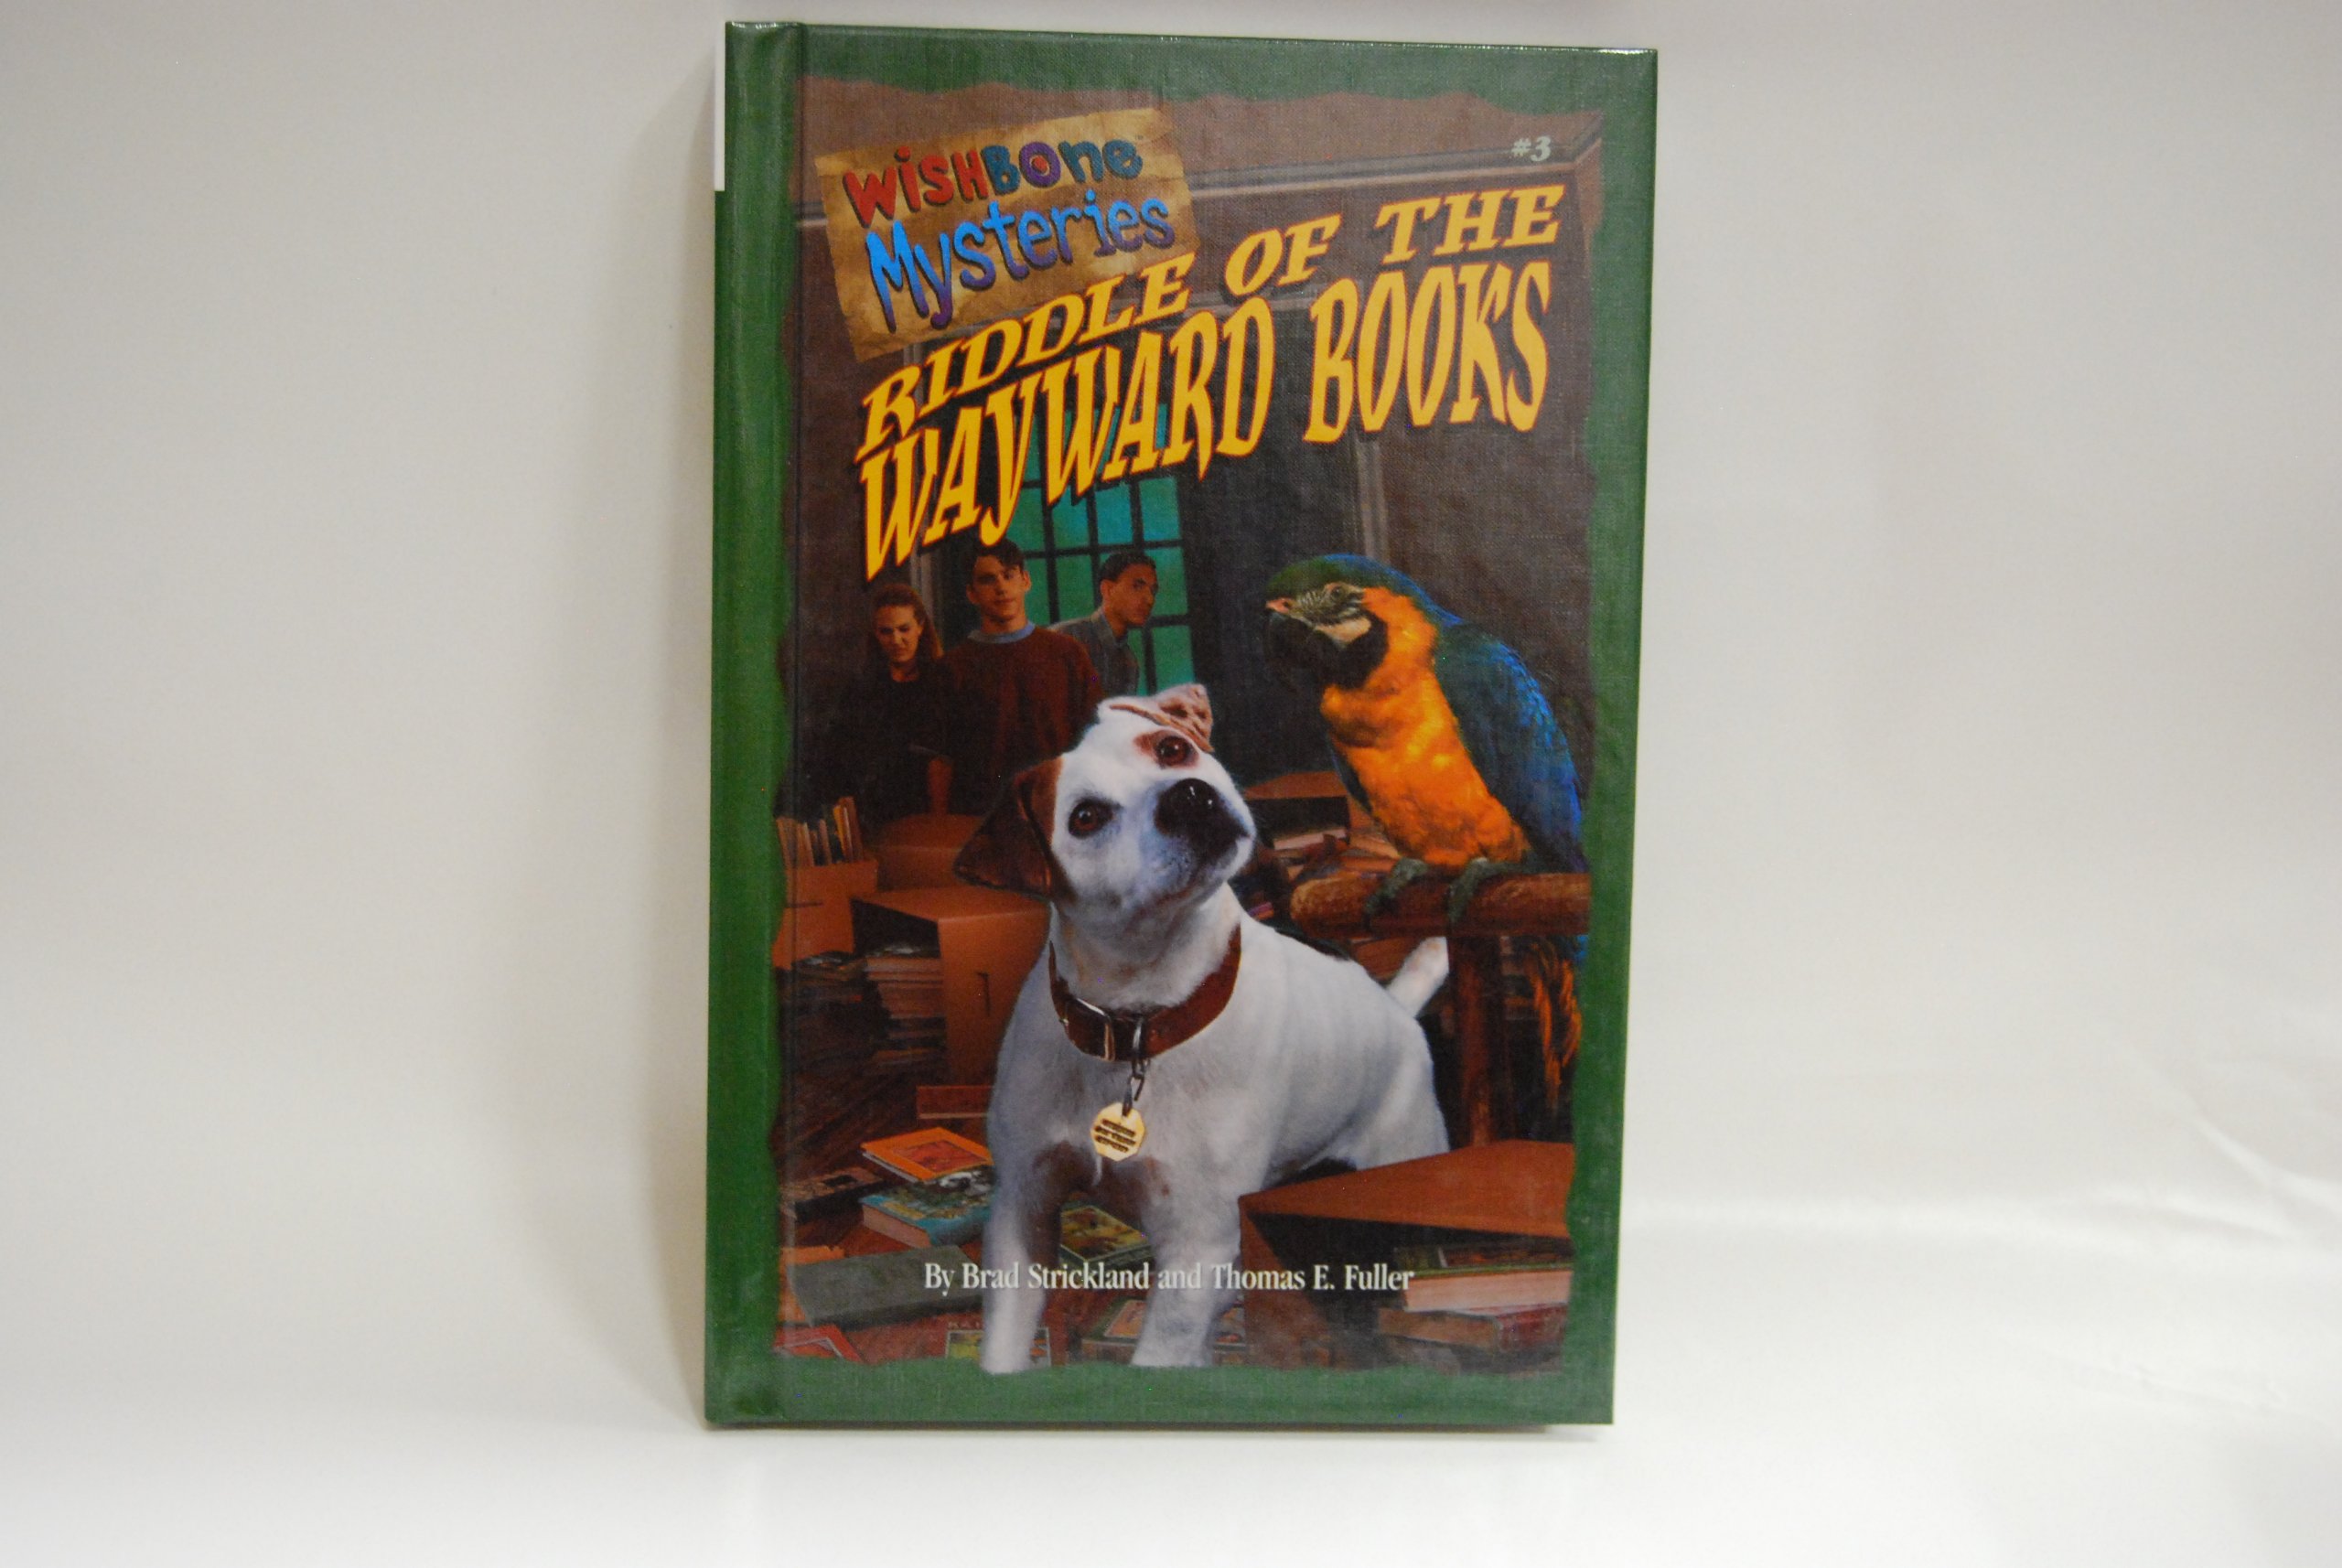 WiSHBOne
Mysteries
#3
RIDDLE OF THE
WAYWARD BOOKS
By Brad Strickland and Thomas E. Fuller